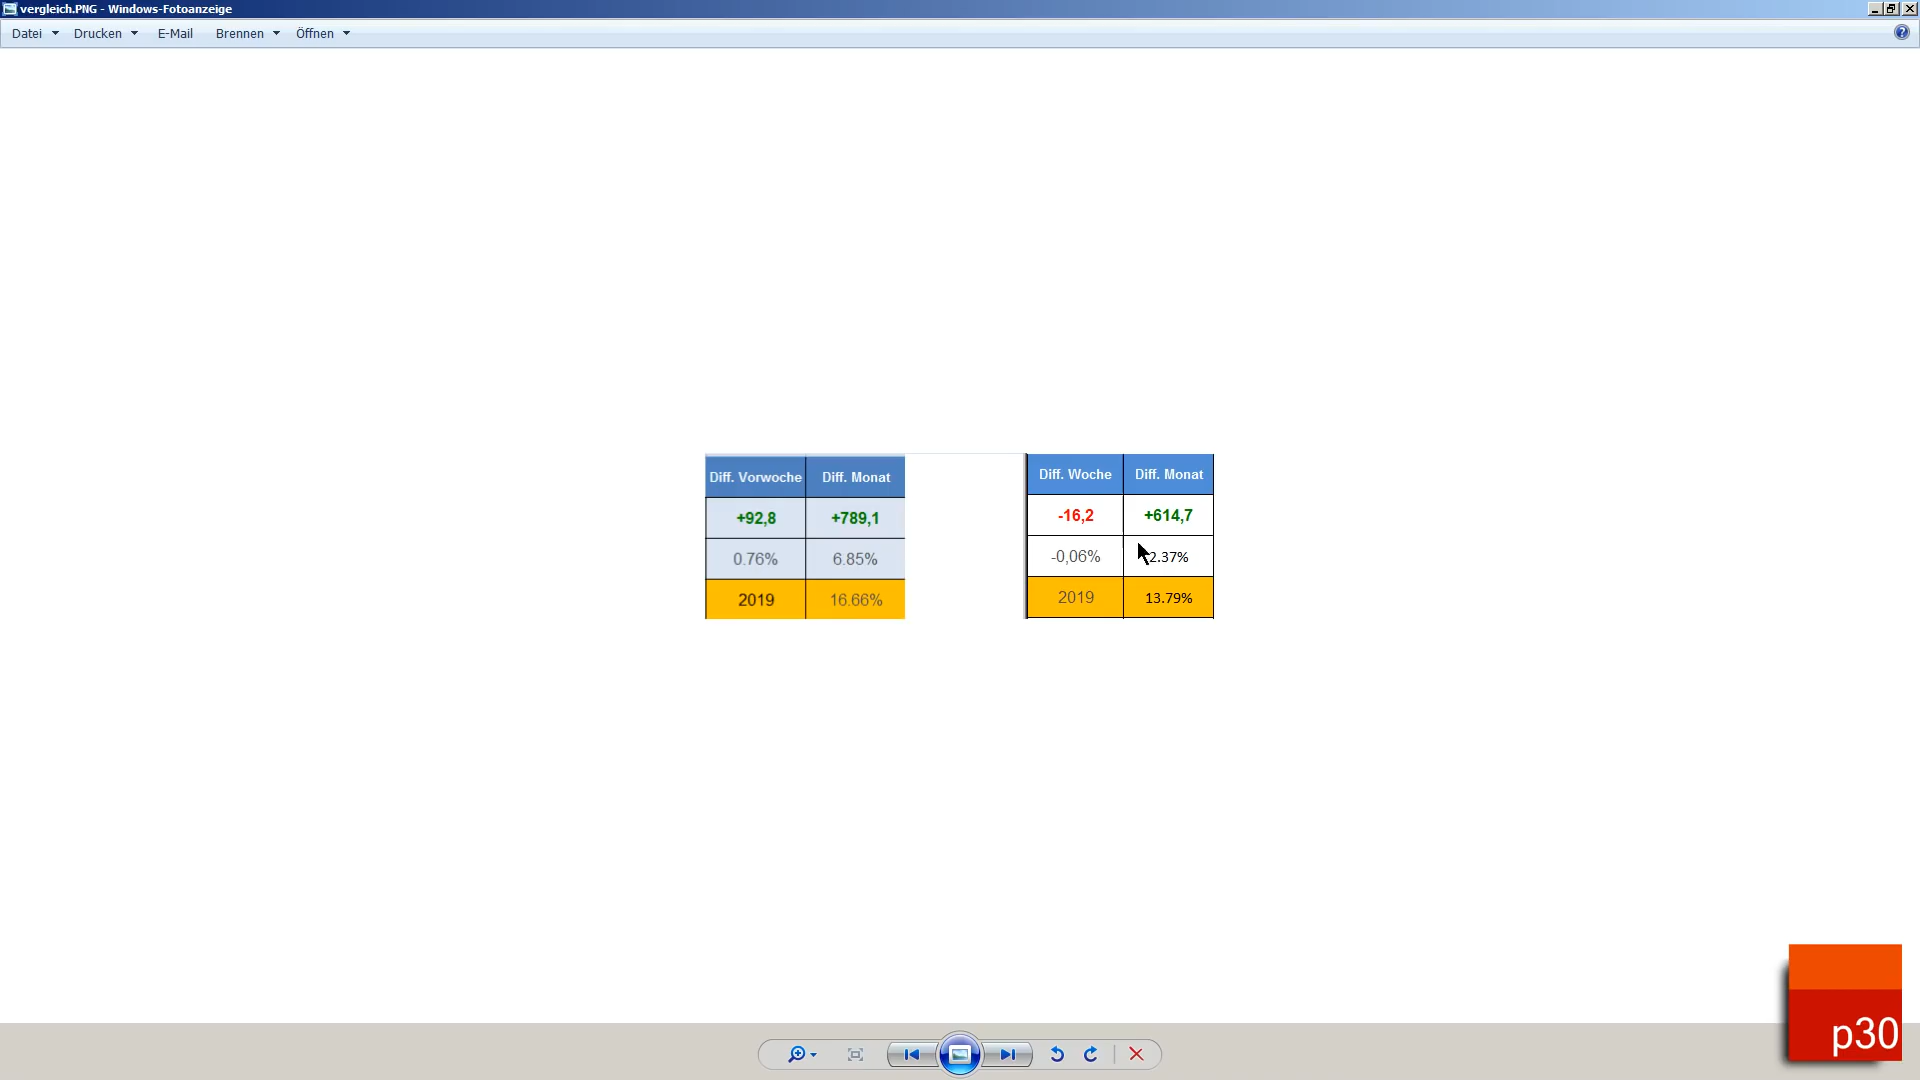 vergleich.PNG - Windows-Fotoanzeige
Datei Drucken E-Mail Brennen Öffnen
Diff. Vorwoche Diff. Monat
+92,8 +789,1
0.76% 6.85%
2019 16.66%
Diff. Woche Diff. Monat
-16,2 +614,7
-0,06% 2.37%
2019 13.79%
p30